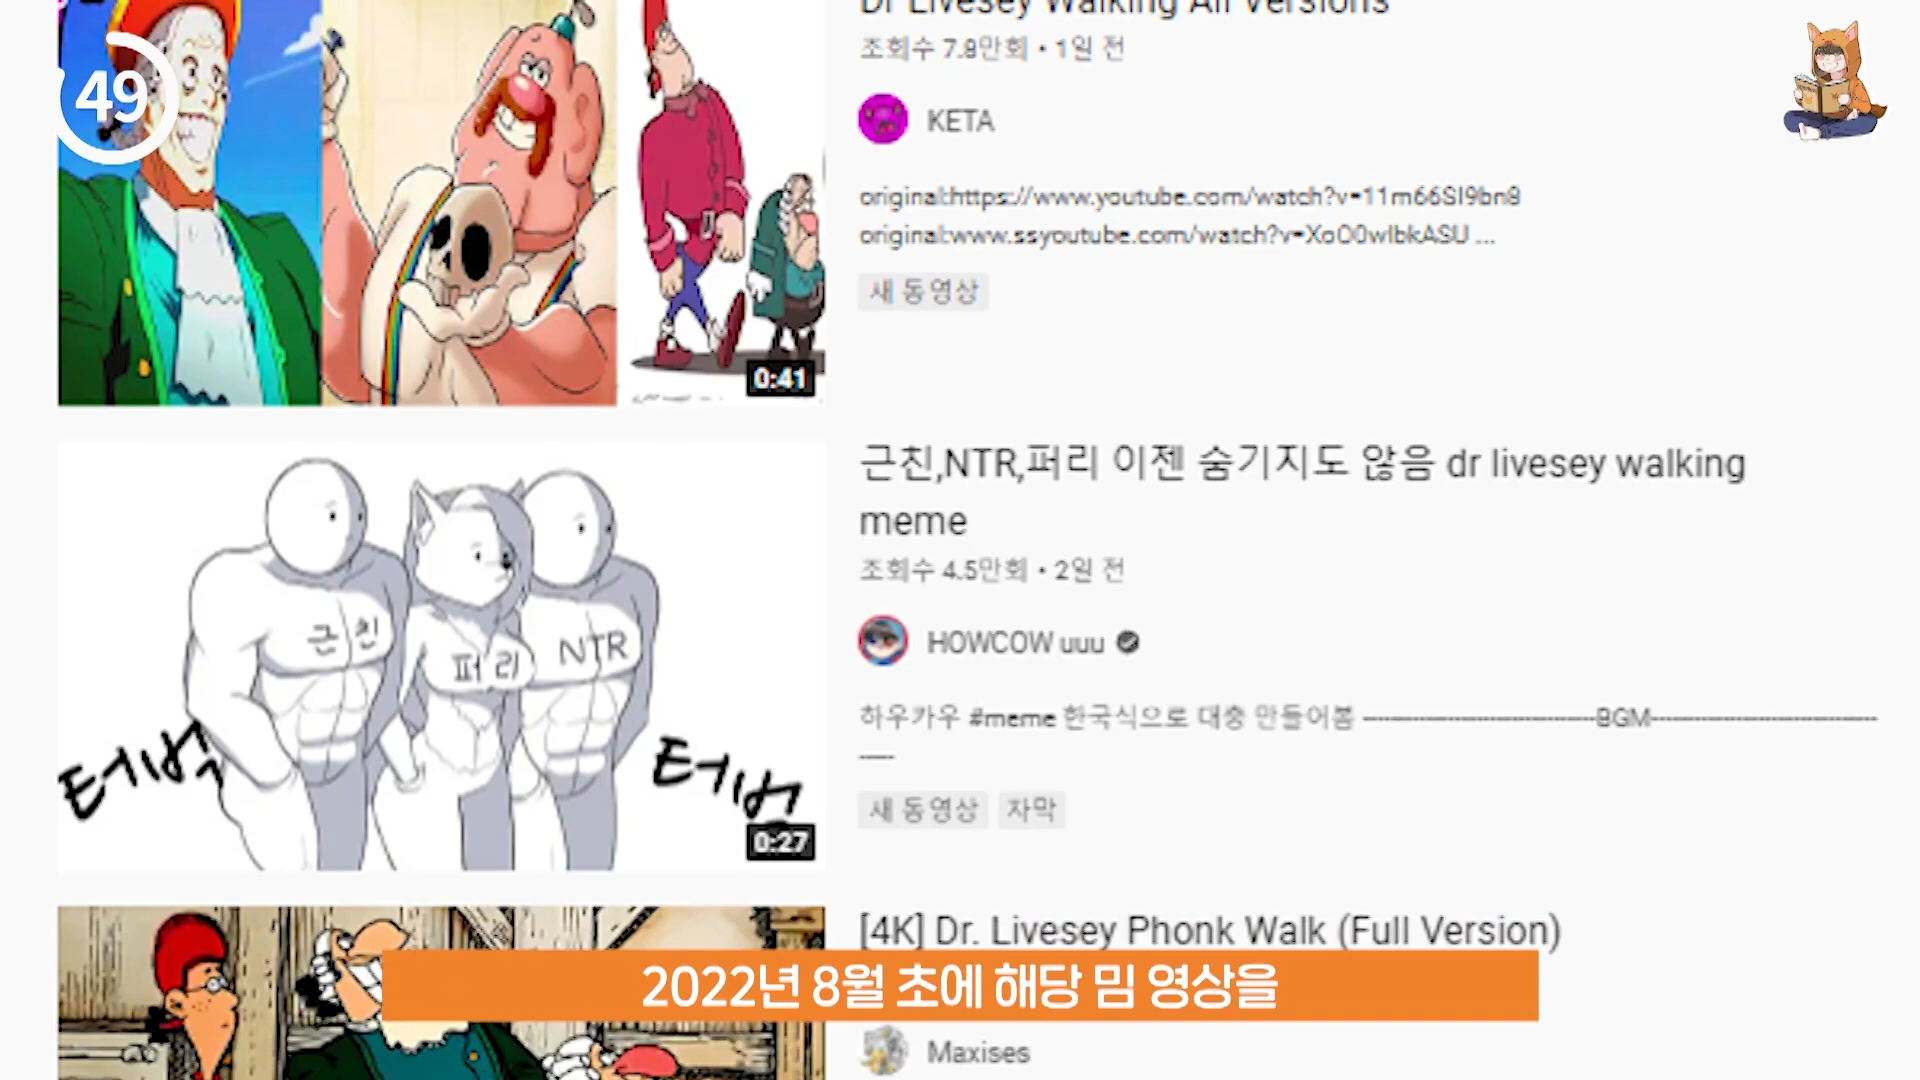 Dr Livesey Walking All Versions
조회수 7.8만회 • 1일 전
49
KETA
original:https://www.youtube.com/watch?v=11m66SI9bn8
original:www.ssyoutube.com/watch?v=XoO0wlbkASU ...
새 동영상
0:41
근친,NTR,퍼리 이젠 숨기지도 않음 dr livesey walking
meme
조회수 4.5만회 • 2일 전
근친
퍼리
NTR
HOWCOW uuu
하우카우 #meme 한국식으로 대충 만들어봄 ----------------------------BGM----------------------------
----
터벅
터벅
새 동영상 자막
0:27
[4K] Dr. Livesey Phonk Walk (Full Version)
2022년 8월 초에 해당 밈 영상을
Maxises